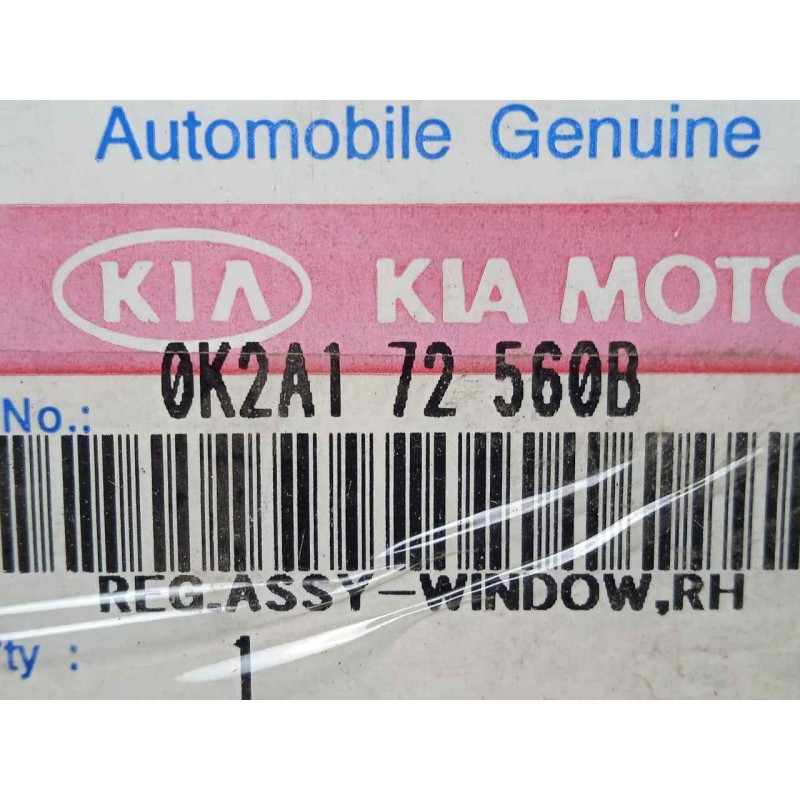 Automobile Genuine
KIA KIA MOTO
0K2A1 72 560B
No.:
REG.ASSY-WINDOW,RH
ty :
1